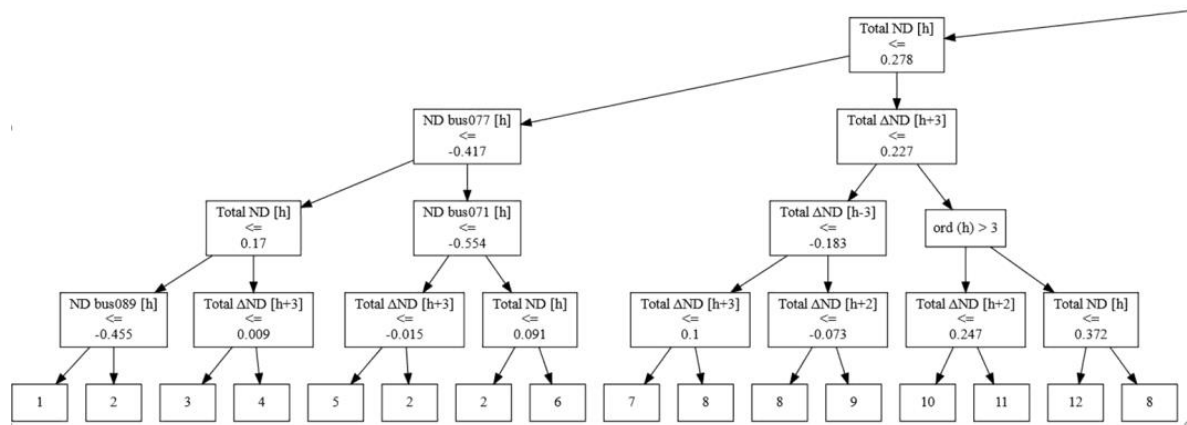 Total ND [h]
<=
0.278
ND bus077 [h]
<=
-0.417
Total ΔND [h+3]
<=
0.227
Total ND [h]
<=
0.17
ND bus071 [h]
<=
-0.554
Total ΔND [h-3]
<=
-0.183
ord (h) > 3
ND bus089 [h]
<=
-0.455
Total ΔND [h+3]
<=
0.009
Total ΔND [h+3]
<=
-0.015
Total ND [h]
<=
0.091
Total ΔND [h+3]
<=
0.1
Total ΔND [h+2]
<=
-0.073
Total ΔND [h+2]
<=
0.247
Total ND [h]
<=
0.372
1
2
3
4
5
2
2
6
7
8
8
9
10
11
12
8